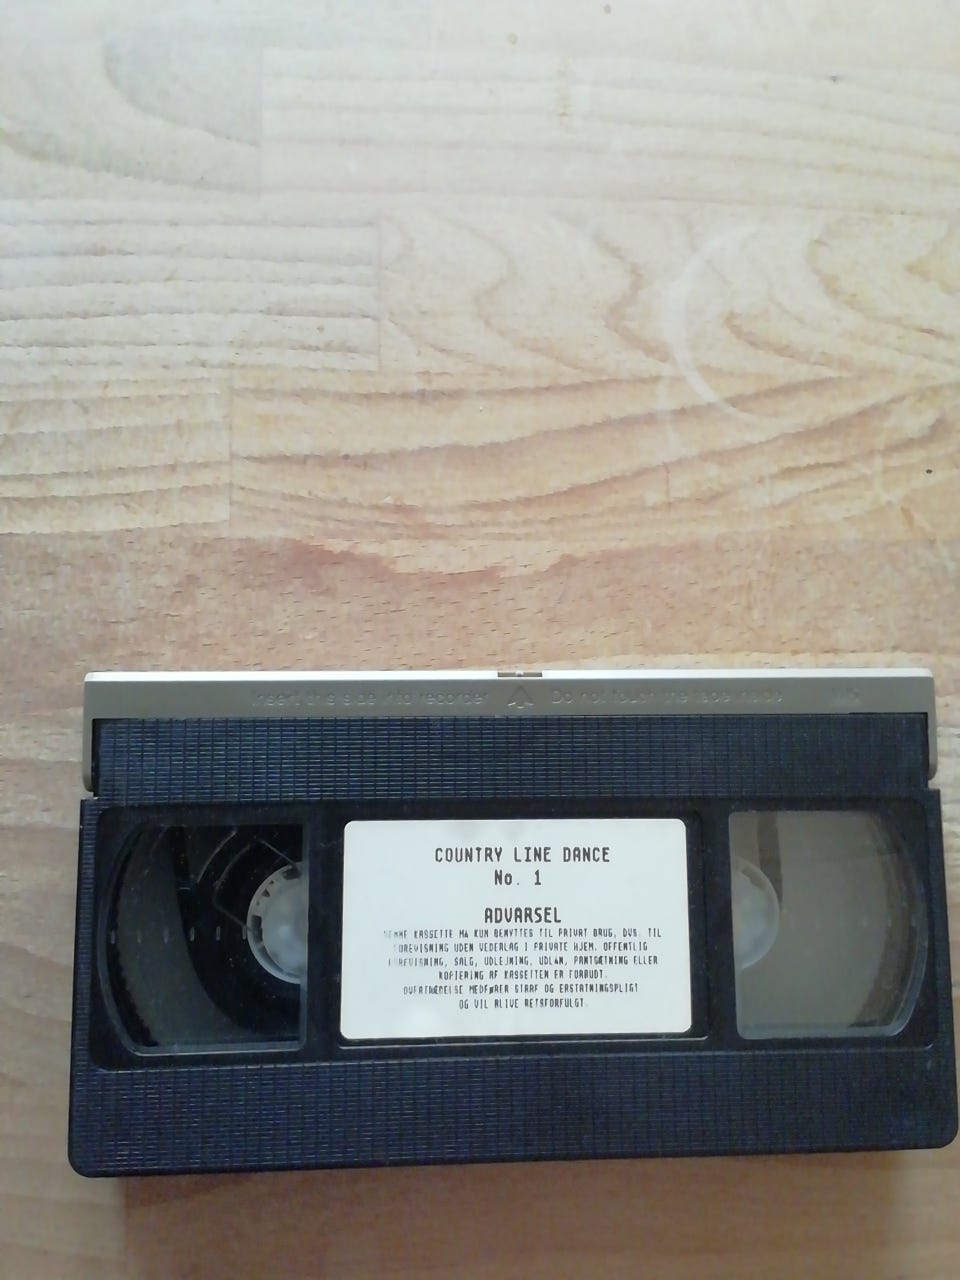 Insert this side into recorder Do not touch the tape inside VHS
COUNTRY LINE DANCE
No. 1
ADVARSEL
DENNE KASSETTE MA KUN BENYTTES TIL PRIVAT BRUG, DVS. TIL
FOREVISNING UDEN VEDERLAG I PRIVATE HJEM. OFFENTLIG
FOREVISNING, SALG, UDLEJNING, UDLAN, PANTSÆTNING ELLER
KOPIERING AF KASSETTEN ER FORBUDT.
OVERTRÆDELSE MEDFØRER STRAF OG ERSTATNINGSPLIGT
OG VIL BLIVE RETSFORFULGT.